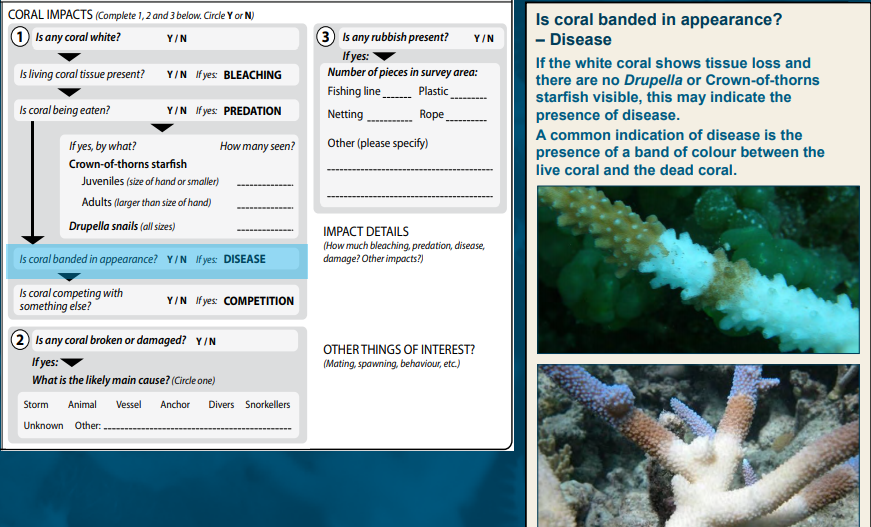 CORAL IMPACTS (Complete 1, 2 and 3 below. Circle Y or N)
1 Is any coral white? Y / N
Is living coral tissue present? Y / N If yes: BLEACHING
Is coral being eaten? Y / N If yes: PREDATION
If yes, by what? How many seen?
Crown-of-thorns starfish
Juveniles (size of hand or smaller)
Adults (larger than size of hand)
Drupella snails (all sizes)
Is coral banded in appearance? Y / N If yes: DISEASE
Is coral competing with
something else? Y / N If yes: COMPETITION
2 Is any coral broken or damaged? Y / N
If yes:
What is the likely main cause? (Circle one)
Storm Animal Vessel Anchor Divers Snorkellers
Unknown Other:
3 Is any rubbish present? Y / N
If yes:
Number of pieces in survey area:
Fishing line Plastic
Netting Rope
Other (please specify)
IMPACT DETAILS
(How much bleaching, predation, disease,
damage? Other impacts?)
OTHER THINGS OF INTEREST?
(Mating, spawning, behaviour, etc.)
Is coral banded in appearance?
– Disease
If the white coral shows tissue loss and
there are no Drupella or Crown-of-thorns
starfish visible, this may indicate the
presence of disease.
A common indication of disease is the
presence of a band of colour between the
live coral and the dead coral.